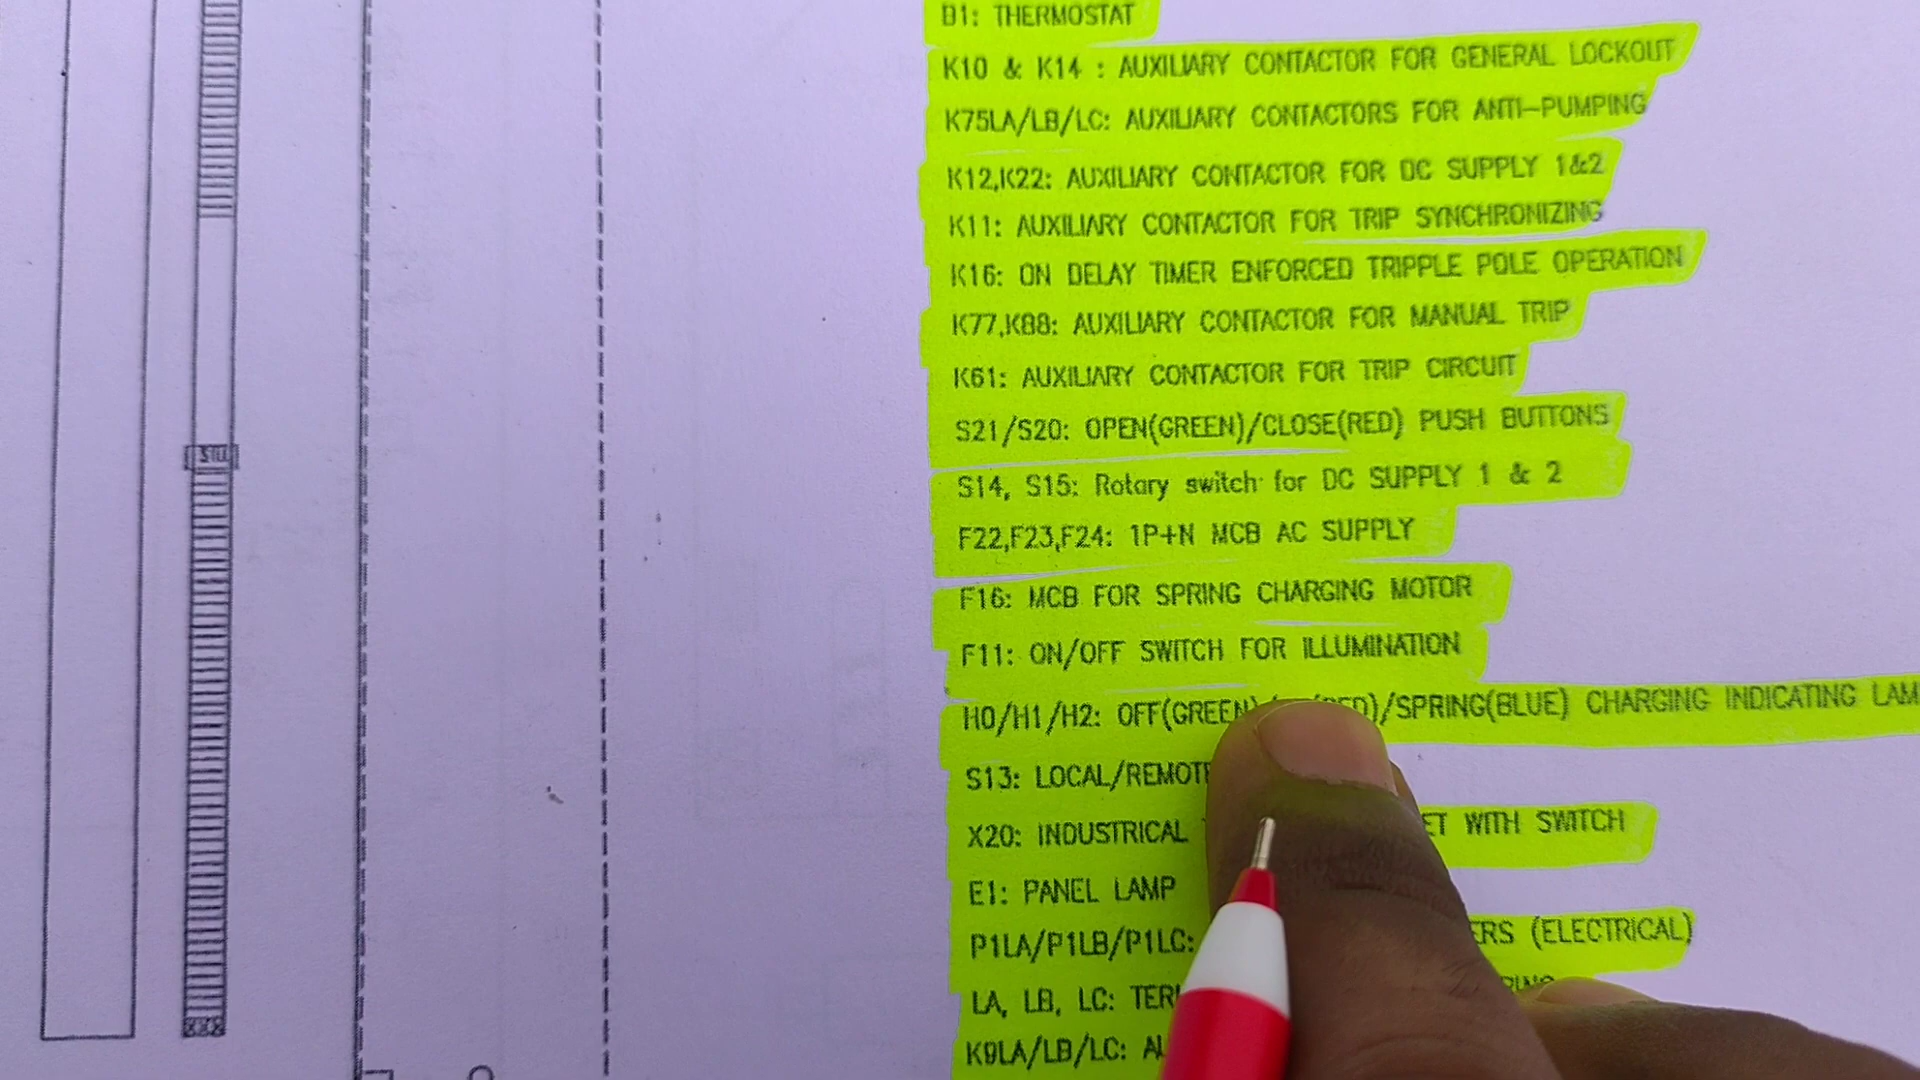 B1: THERMOSTAT
K10 & K14 : AUXILIARY CONTACTOR FOR GENERAL LOCKOUT
K75LA/LB/LC: AUXILIARY CONTACTORS FOR ANTI-PUMPING
K12,K22: AUXILIARY CONTACTOR FOR DC SUPPLY 1&2
K11: AUXILIARY CONTACTOR FOR TRIP SYNCHRONIZING
K16: ON DELAY TIMER ENFORCED TRIPPLE POLE OPERATION
K77,K88: AUXILIARY CONTACTOR FOR MANUAL TRIP
K61: AUXILIARY CONTACTOR FOR TRIP CIRCUIT
S21/S20: OPEN(GREEN)/CLOSE(RED) PUSH BUTTONS
S14, S15: Rotary switch for DC SUPPLY 1 & 2
F22,F23,F24: 1P+N MCB AC SUPPLY
F16: MCB FOR SPRING CHARGING MOTOR
F11: ON/OFF SWITCH FOR ILLUMINATION
H0/H1/H2: OFF(GREEN) /SPRING(BLUE) CHARGING INDICATING LAM
S13: LOCAL/REMOTE
X20: INDUSTRICAL WITH SWITCH
E1: PANEL LAMP
P1LA/P1LB/P1LC: ERS (ELECTRICAL)
LA, LB, LC: TER
K9LA/LB/LC: